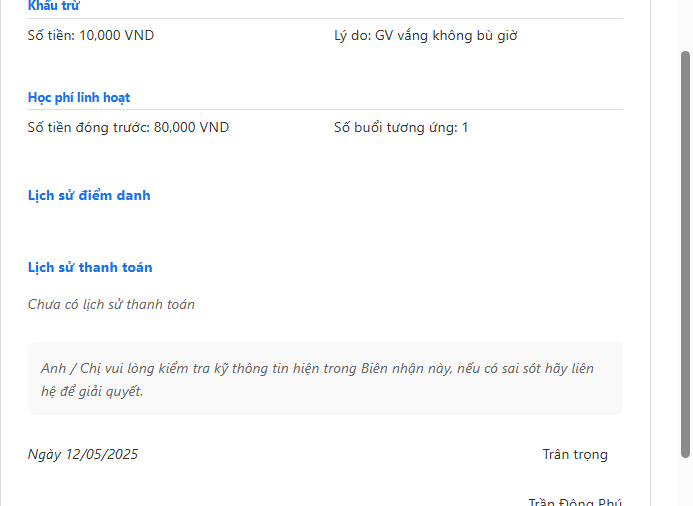 Khấu trừ
Số tiền: 10,000 VND
Lý do: GV vắng không bù giờ
Học phí linh hoạt
Số tiền đóng trước: 80,000 VND
Số buổi tương ứng: 1
Lịch sử điểm danh
Lịch sử thanh toán
Chưa có lịch sử thanh toán
Anh / Chị vui lòng kiểm tra kỹ thông tin hiện trong Biên nhận này, nếu có sai sót hãy liên
hệ để giải quyết.
Ngày 12/05/2025
Trân trọng
Trần Đông Phú